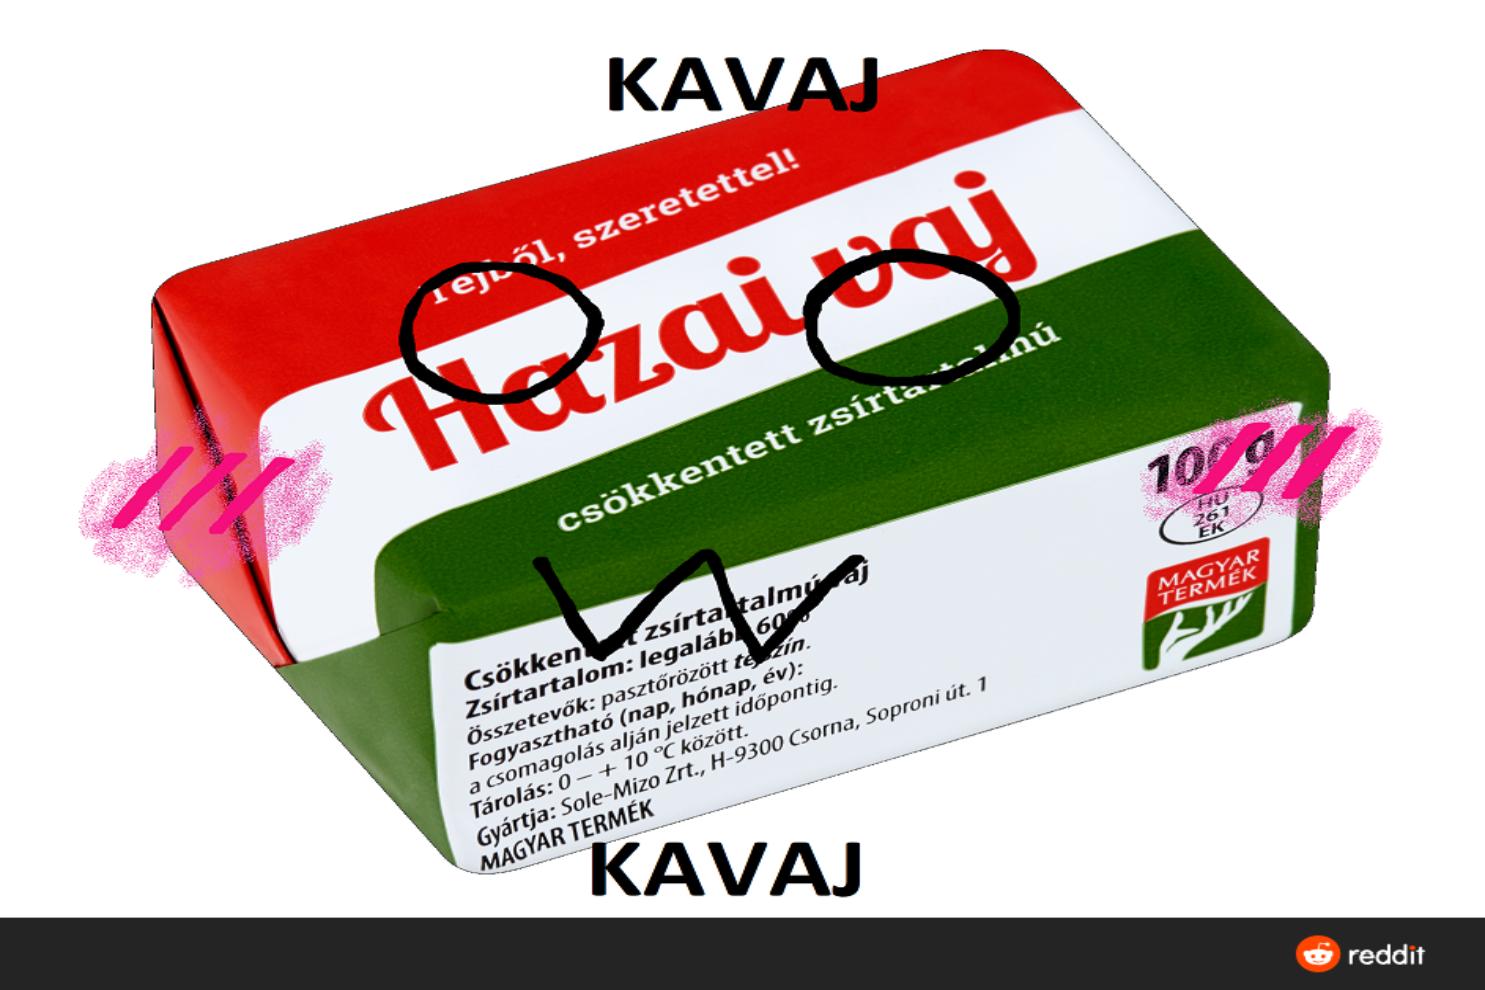 KAVAJ
Tejből, szeretettel!
Hazai vaj
csökkentett zsírtartalmú
100 g
HU
261
EK
MAGYAR
TERMÉK
Csökkentett zsírtartalmú vaj
Zsírtartalom: legalább 60%
Összetevők: pasztőrözött tejszín.
Fogyasztható (nap, hónap, év):
a csomagolás alján jelzett időpontig.
Tárolás: 0 – + 10 °C között.
Gyártja: Sole-Mizo Zrt., H-9300 Csorna, Soproni út. 1
MAGYAR TERMÉK
KAVAJ
reddit